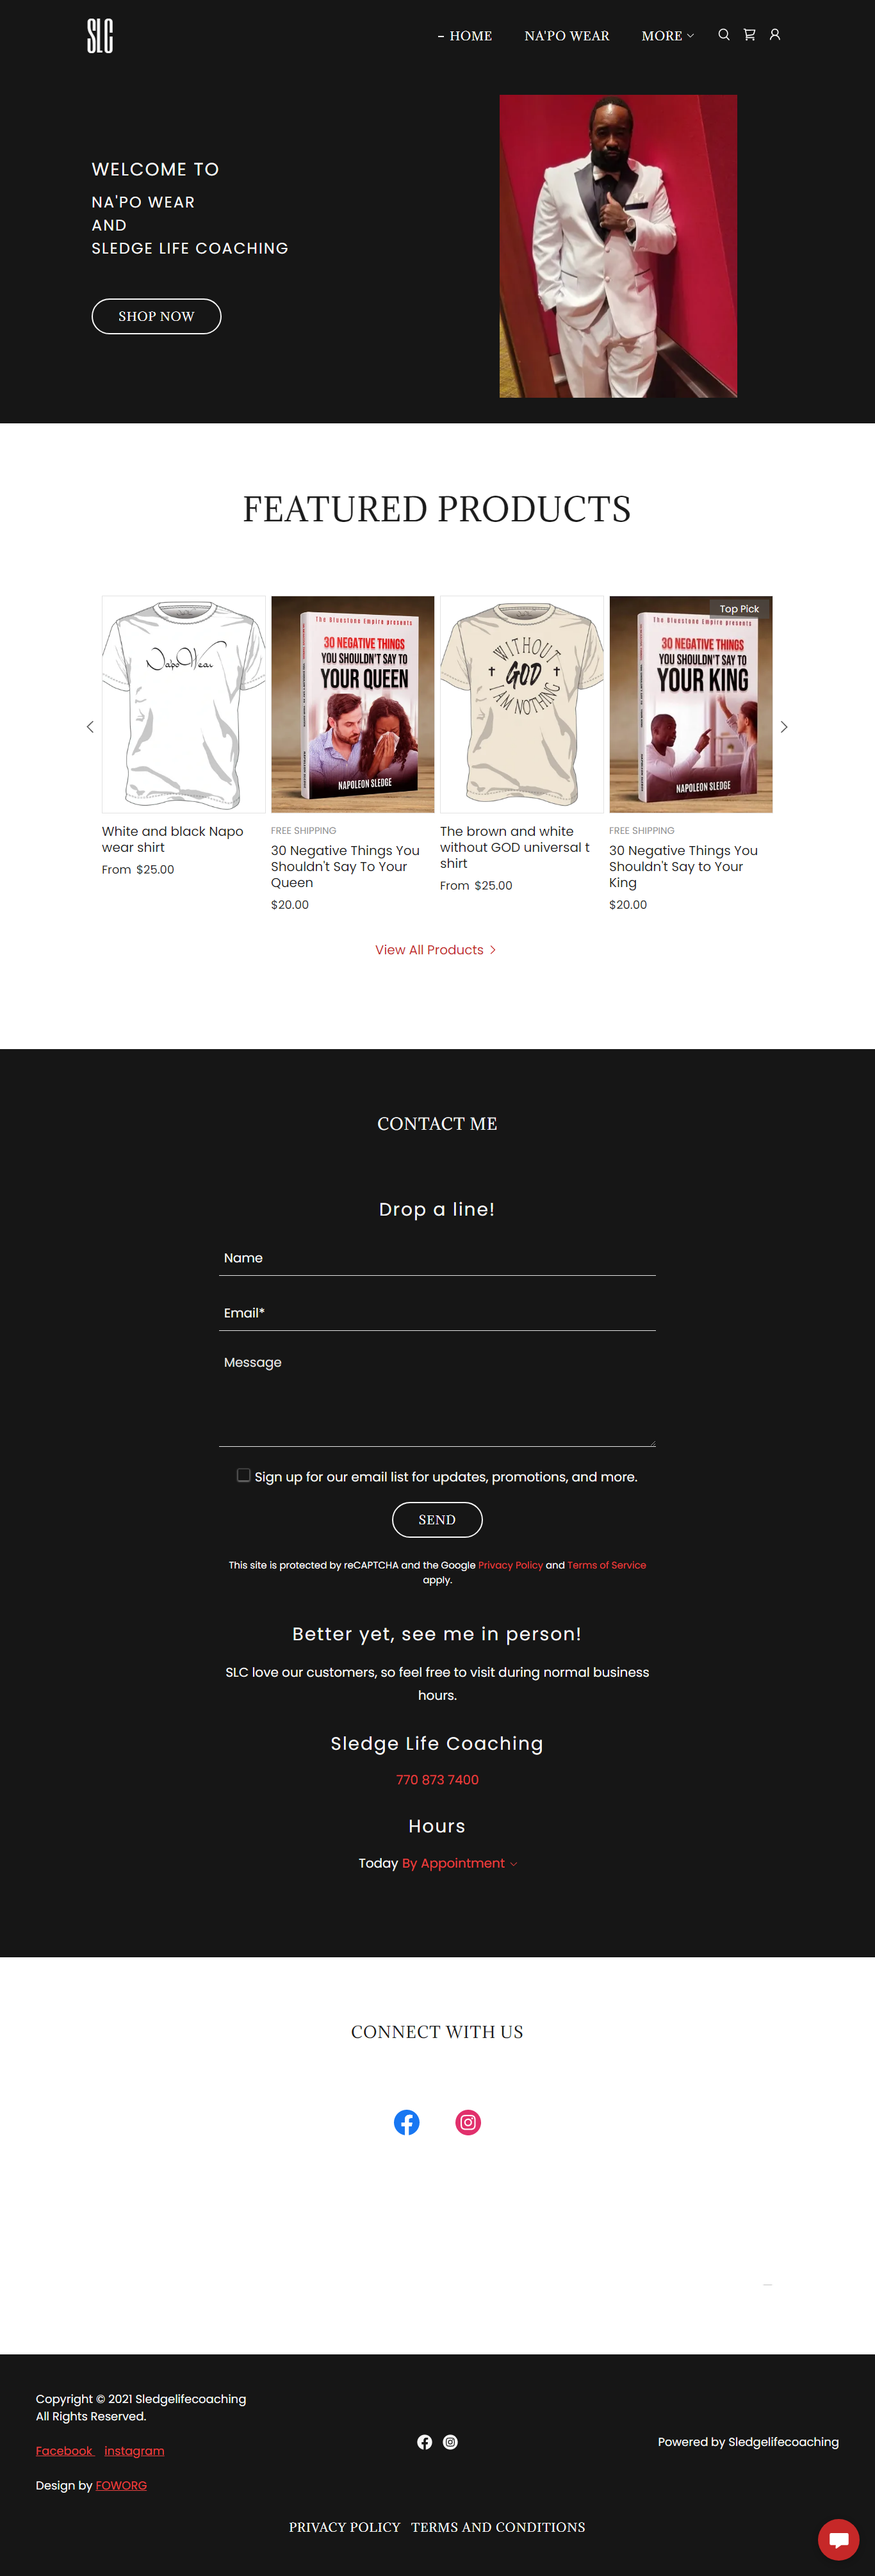 SLC
HOME
NA'PO WEAR
MORE
WELCOME TO
NA'PO WEAR
AND
SLEDGE LIFE COACHING
SHOP NOW
FEATURED PRODUCTS
Napo Wear
The Bluestone Empire presents
30 NEGATIVE THINGS
YOU SHOULDN'T SAY TO
YOUR QUEEN
NAPOLEON SLEDGE
WITHOUT
GOD
I AM NOTHING
Top Pick
The Bluestone Empire presents
30 NEGATIVE THINGS
YOU SHOULDN'T SAY TO
YOUR KING
NAPOLEON SLEDGE
White and black Napo
wear shirt
From $25.00
FREE SHIPPING
30 Negative Things You
Shouldn't Say To Your
Queen
$20.00
The brown and white
without GOD universal t
shirt
From $25.00
FREE SHIPPING
30 Negative Things You
Shouldn't Say to Your
King
$20.00
View All Products
CONTACT ME
Drop a line!
Name
Email*
Message
Sign up for our email list for updates, promotions, and more.
SEND
This site is protected by reCAPTCHA and the Google Privacy Policy and Terms of Service
apply.
Better yet, see me in person!
SLC love our customers, so feel free to visit during normal business
hours.
Sledge Life Coaching
770 873 7400
Hours
Today By Appointment
CONNECT WITH US
Copyright © 2021 Sledgelifecoaching
All Rights Reserved.
Facebook instagram
Design by FOWORG
Powered by Sledgelifecoaching
PRIVACY POLICY TERMS AND CONDITIONS